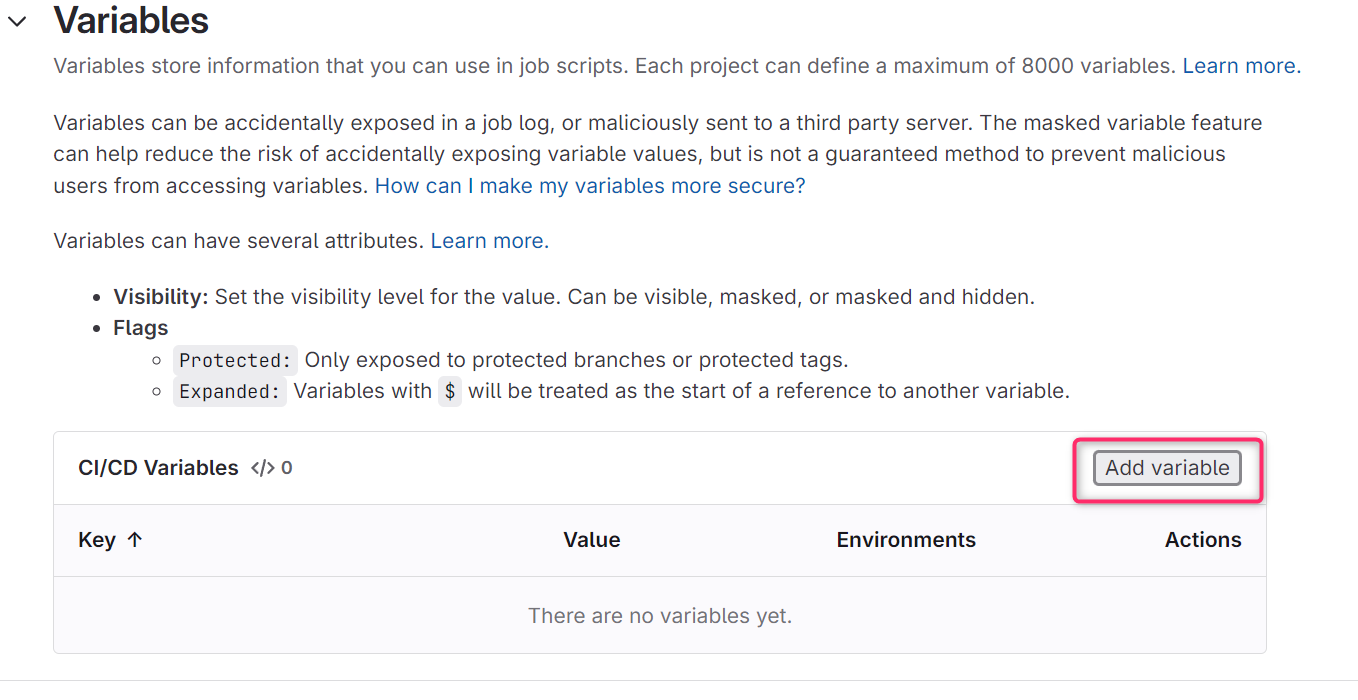 Variables
Variables store information that you can use in job scripts. Each project can define a maximum of 8000 variables. Learn more.
Variables can be accidentally exposed in a job log, or maliciously sent to a third party server. The masked variable feature
can help reduce the risk of accidentally exposing variable values, but is not a guaranteed method to prevent malicious
users from accessing variables. How can I make my variables more secure?
Variables can have several attributes. Learn more.
• Visibility: Set the visibility level for the value. Can be visible, masked, or masked and hidden.
• Flags
○ Protected: Only exposed to protected branches or protected tags.
○ Expanded: Variables with $ will be treated as the start of a reference to another variable.
CI/CD Variables </> 0 Add variable
Key ↑ Value Environments Actions
There are no variables yet.